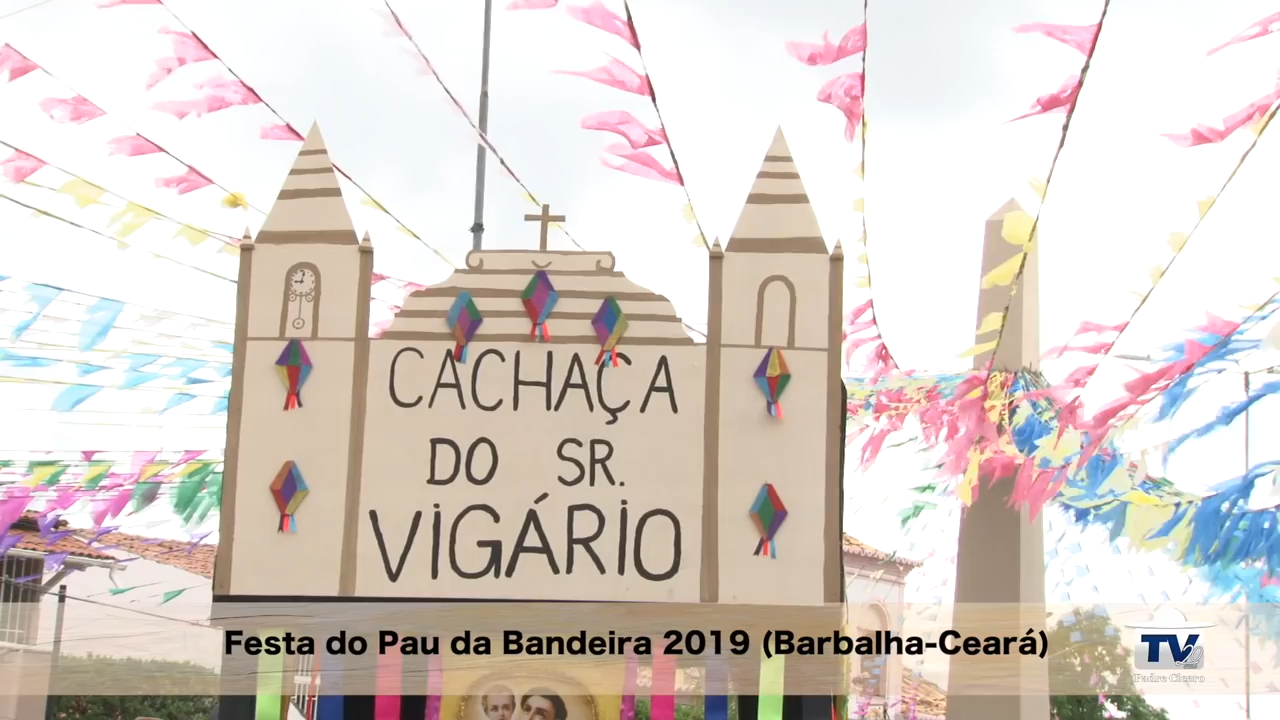 CACHAÇA
DO SR.
VIGÁRIO
Festa do Pau da Bandeira 2019 (Barbalha-Ceará)
TV
Padre Cícero